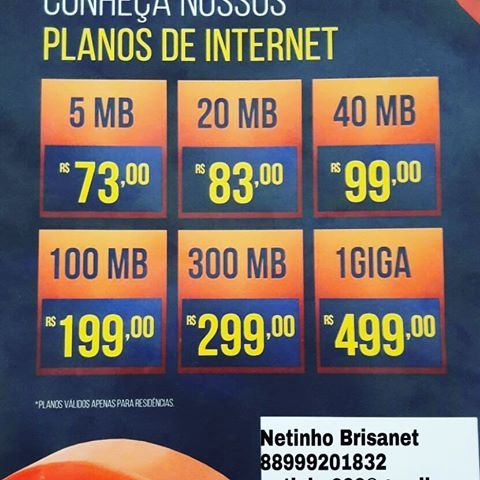 CONHEÇA NOSSOS
PLANOS DE INTERNET
5 MB
20 MB
40 MB
R$ 73,00
R$ 83,00
R$ 99,00
100 MB
300 MB
1GIGA
R$ 199,00
R$ 299,00
R$ 499,00
*PLANOS VÁLIDOS APENAS PARA RESIDÊNCIAS.
Netinho Brisanet
88999201832